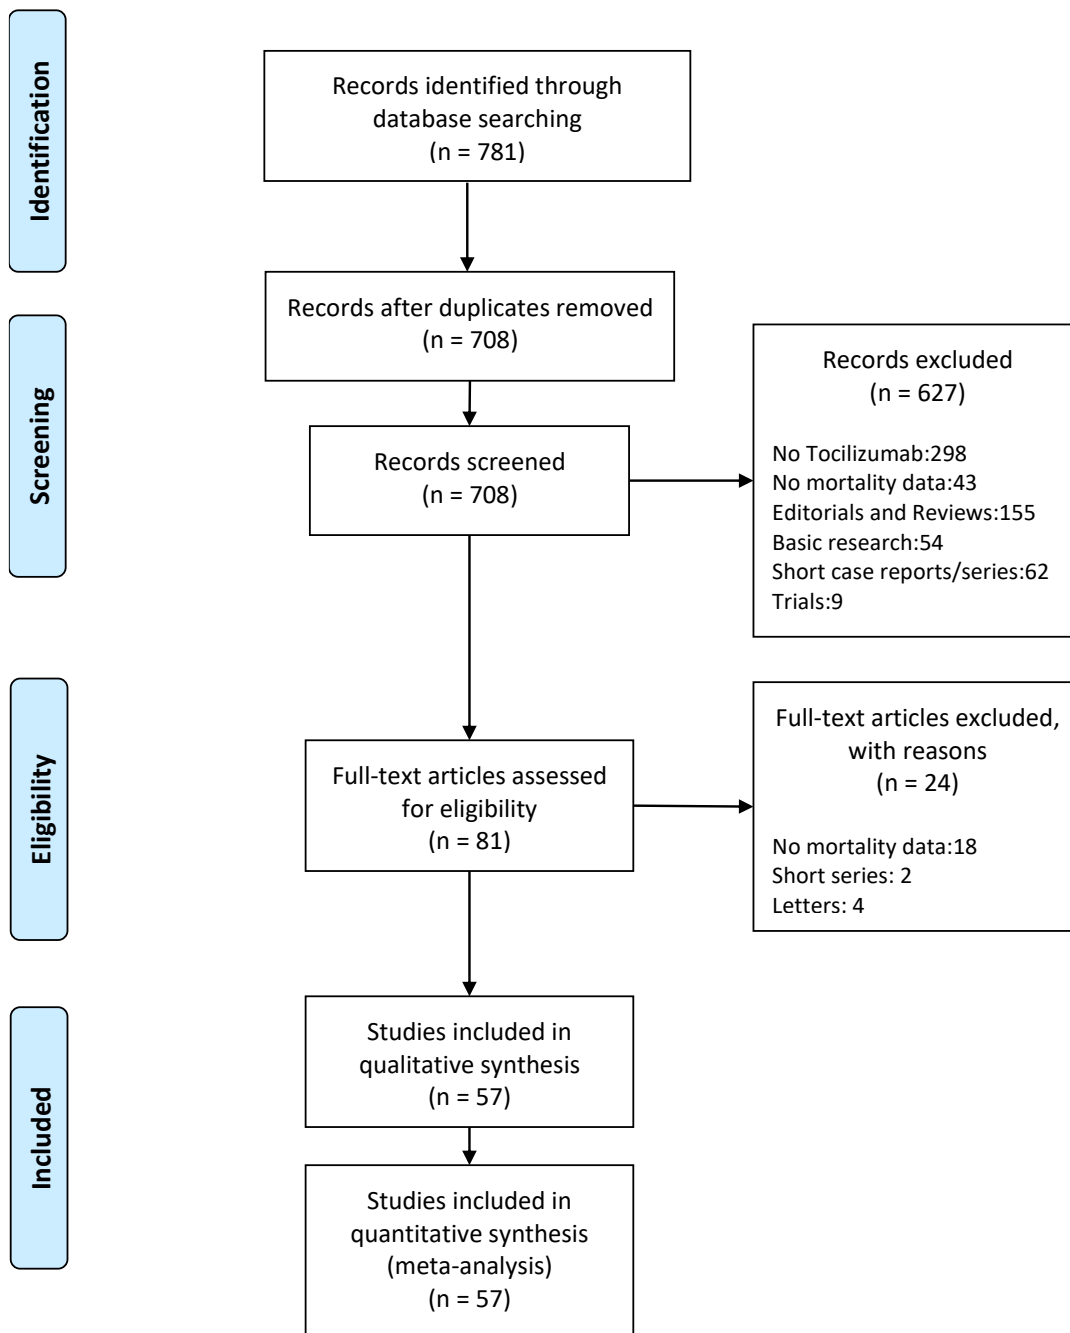 Identification
Records identified through
database searching
(n = 781)
Records after duplicates removed
(n = 708)
Screening
Records screened
(n = 708)
Records excluded
(n = 627)
No Tocilizumab:298
No mortality data:43
Editorials and Reviews:155
Basic research:54
Short case reports/series:62
Trials:9
Eligibility
Full-text articles assessed
for eligibility
(n = 81)
Full-text articles excluded,
with reasons
(n = 24)
No mortality data:18
Short series: 2
Letters: 4
Included
Studies included in
qualitative synthesis
(n = 57)
Studies included in
quantitative synthesis
(meta-analysis)
(n = 57)